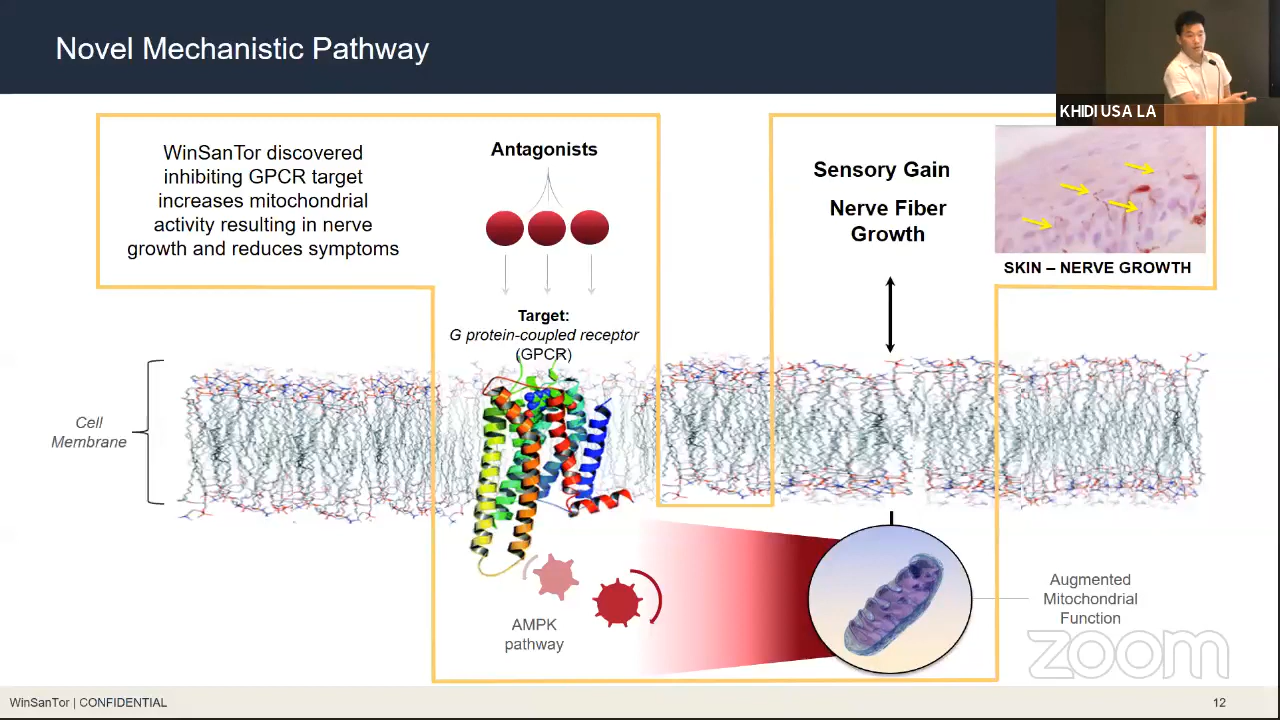 Novel Mechanistic Pathway
KHIDI USA LA
WinSanTor discovered
inhibiting GPCR target
increases mitochondrial
activity resulting in nerve
growth and reduces symptoms
Antagonists
Target:
G protein-coupled receptor
(GPCR)
Sensory Gain
Nerve Fiber
Growth
SKIN – NERVE GROWTH
Cell
Membrane
AMPK
pathway
Augmented
Mitochondrial
Function
zoom
WinSanTor | CONFIDENTIAL
12